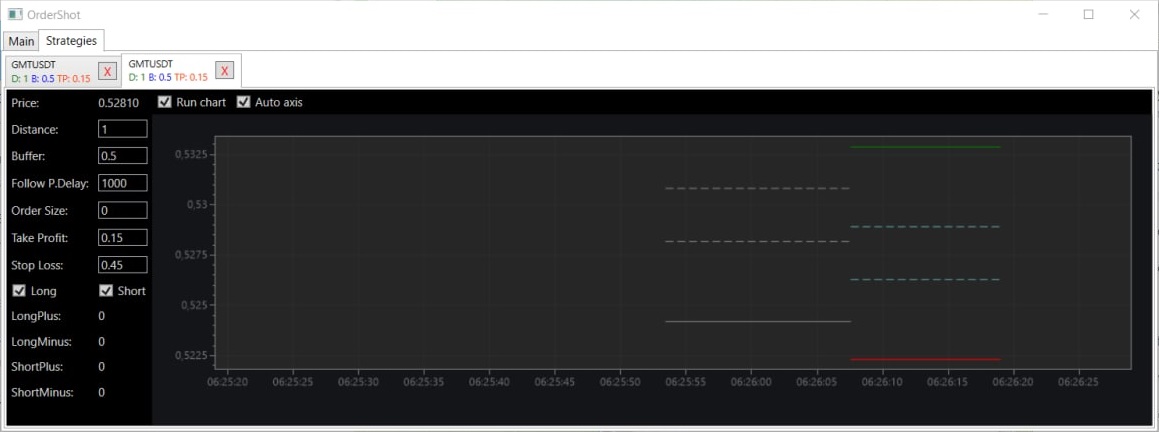 OrderShot
Main Strategies
GMTUSDT
D: 1 B: 0.5 TP: 0.15
X
GMTUSDT
D: 1 B: 0.5 TP: 0.15
X
Price: 0.52810
Run chart Auto axis
Distance: 1
Buffer: 0.5
Follow P.Delay: 1000
Order Size: 0
Take Profit: 0.15
Stop Loss: 0.45
Long Short
LongPlus: 0
LongMinus: 0
ShortPlus: 0
ShortMinus: 0
0,5325
0,53
0,5275
0,525
0,5225
06:25:20 06:25:25 06:25:30 06:25:35 06:25:40 06:25:45 06:25:50 06:25:55 06:26:00 06:26:05 06:26:10 06:26:15 06:26:20 06:26:25